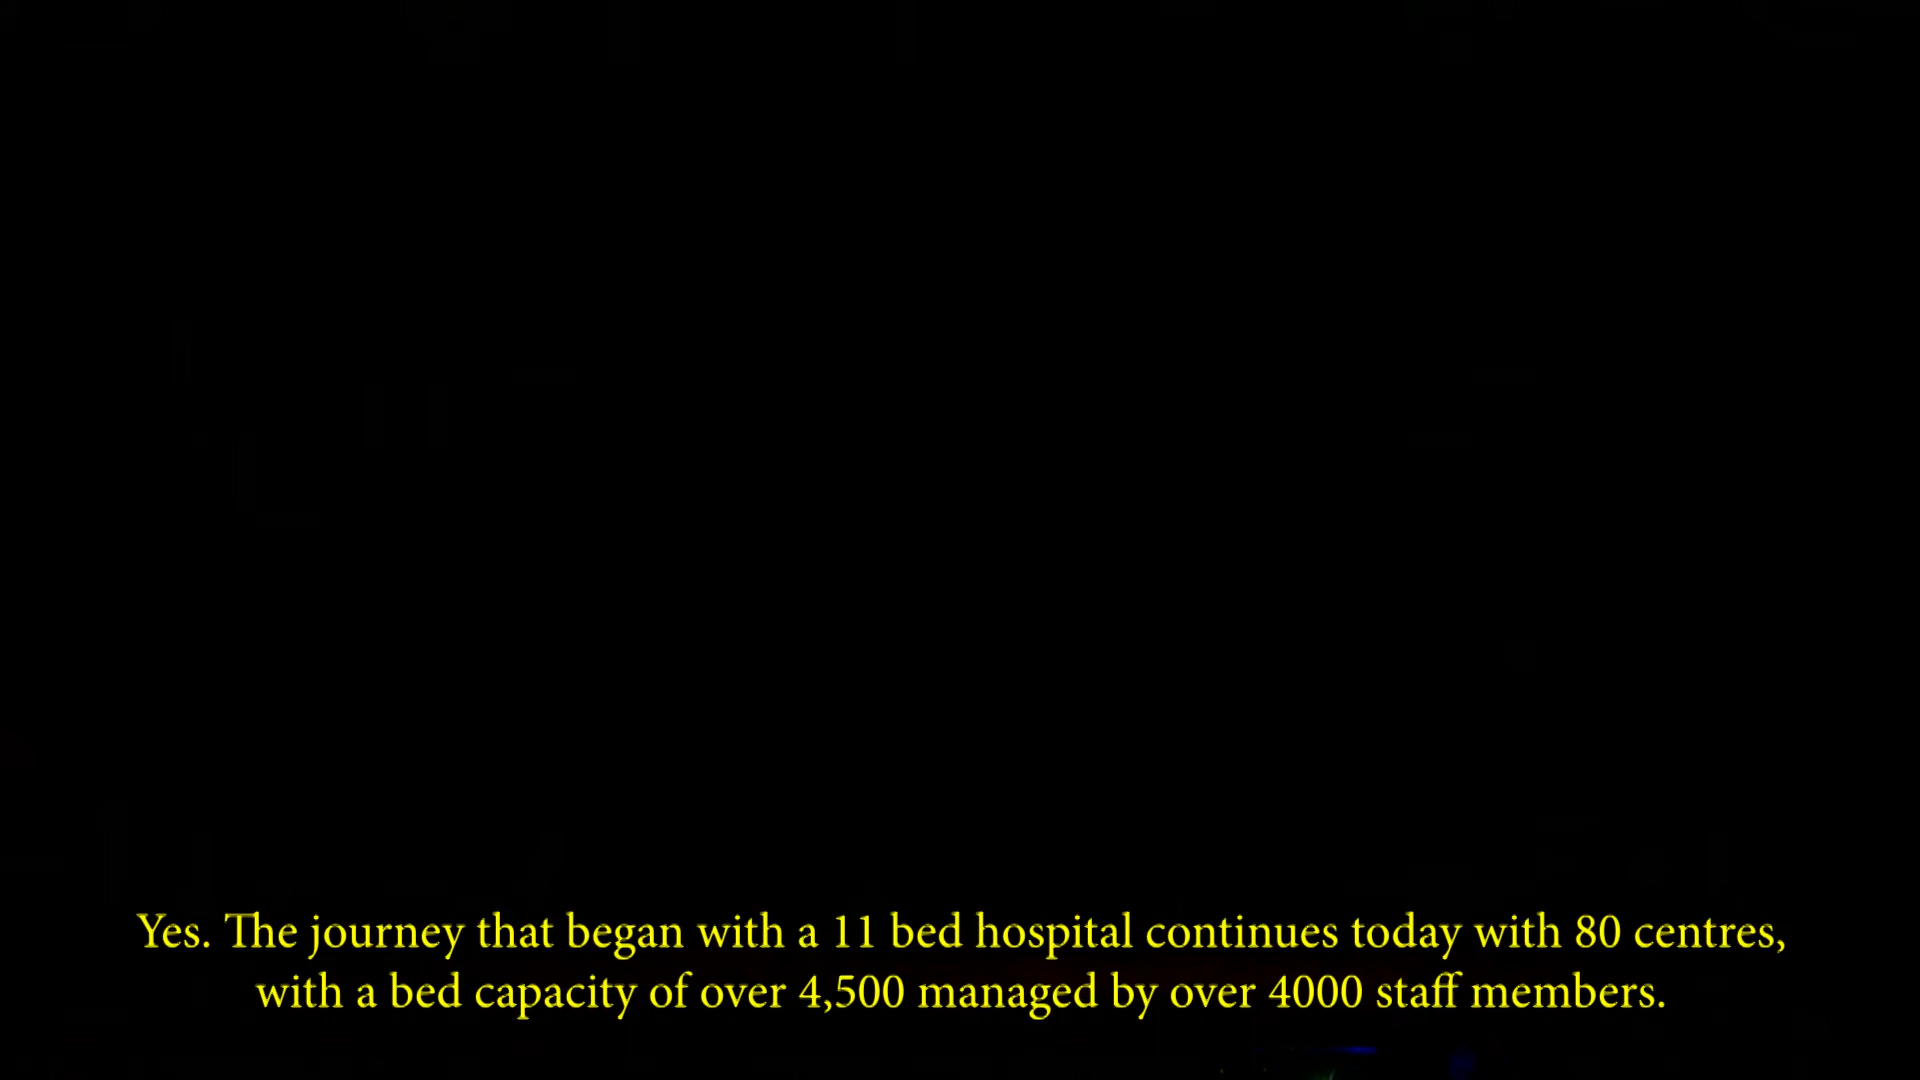 Yes. The journey that began with a 11 bed hospital continues today with 80 centres,
with a bed capacity of over 4,500 managed by over 4000 staff members.